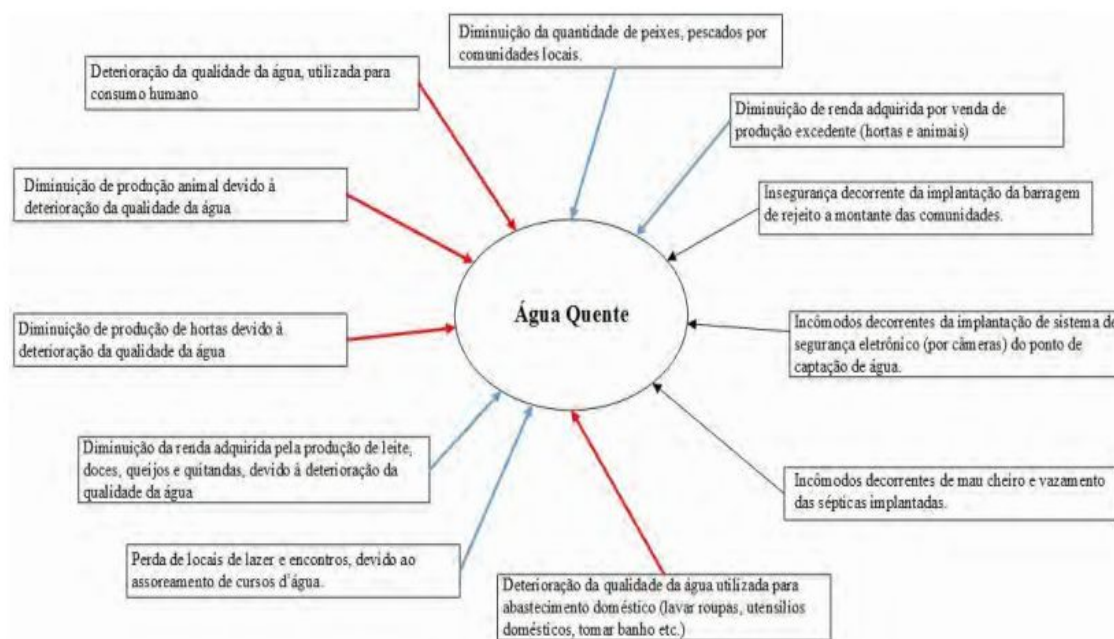 Diminuição da quantidade de peixes, pescados por
comunidades locais.
Deterioração da qualidade da água, utilizada para
consumo humano
Diminuição de renda adquirida por venda de
produção excedente (hortas e animais)
Diminuição de produção animal devido à
deterioração da qualidade da água
Insegurança decorrente da implantação da barragem
de rejeito a montante das comunidades.
Água Quente
Diminuição de produção de hortas devido à
deterioração da qualidade da água
Incômodos decorrentes da implantação de sistema de
segurança eletrônico (por câmeras) do ponto de
captação de água.
Diminuição da renda adquirida pela produção de leite,
doces, queijos e quitandas, devido à deterioração da
qualidade da água
Incômodos decorrentes de mau cheiro e vazamento
das sépticas implantadas.
Perda de locais de lazer e encontros, devido ao
assoreamento de cursos d'água.
Deterioração da qualidade da água utilizada para
abastecimento doméstico (lavar roupas, utensílios
domésticos, tomar banho etc.)